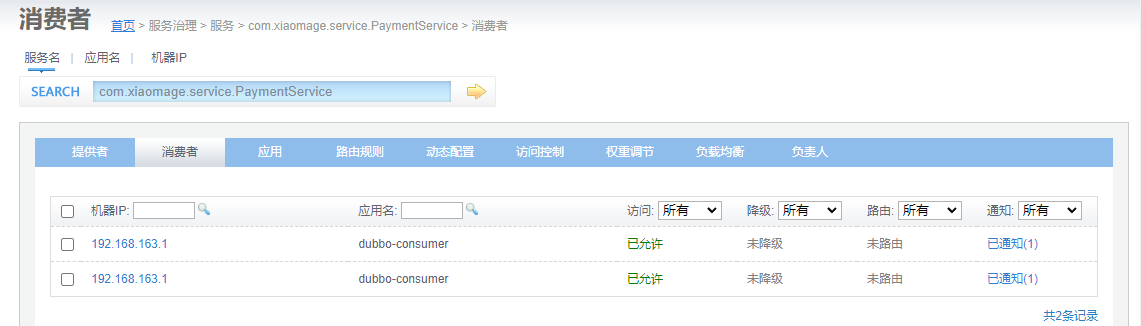 消费者 首页 > 服务治理 > 服务 > com.xiaomage.service.PaymentService > 消费者
服务名 | 应用名 | 机器IP
SEARCH com.xiaomage.service.PaymentService
提供者 消费者 应用 路由规则 动态配置 访问控制 权重调节 负载均衡 负责人
机器IP: 应用名: 访问: 所有 降级: 所有 路由: 所有 通知: 所有
192.168.163.1 dubbo-consumer 已允许 未降级 未路由 已通知(1)
192.168.163.1 dubbo-consumer 已允许 未降级 未路由 已通知(1)
共2条记录